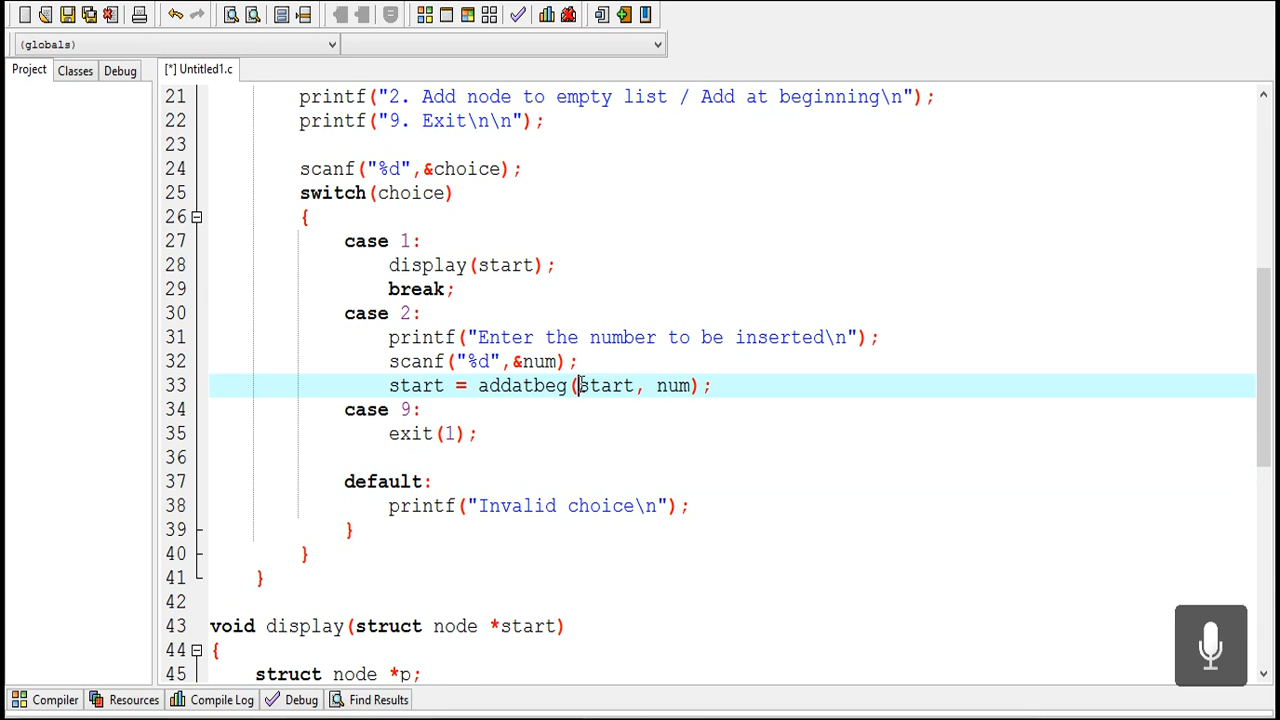 (globals)
Project Classes Debug [*] Untitled1.c
21 printf("2. Add node to empty list / Add at beginning\n");
22 printf("9. Exit\n\n");
23
24 scanf("%d",&choice);
25 switch(choice)
26 {
27 case 1:
28 display(start);
29 break;
30 case 2:
31 printf("Enter the number to be inserted\n");
32 scanf("%d",&num);
33 start = addatbeg(start, num);
34 case 9:
35 exit(1);
36
37 default:
38 printf("Invalid choice\n");
39 }
40 }
41 }
42
43 void display(struct node *start)
44 {
45 struct node *p;
Compiler Resources Compile Log Debug Find Results